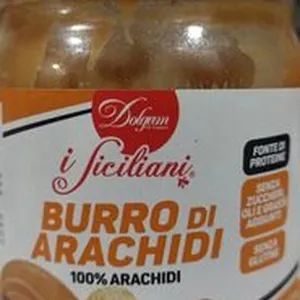 Dolgam
i Siciliani
BURRO DI
ARACHIDI
100% ARACHIDI
FONTE DI
PROTEINE
SENZA
ZUCCHERI,
OLI E GRASSI
AGGIUNTI
SENZA
GLUTINE